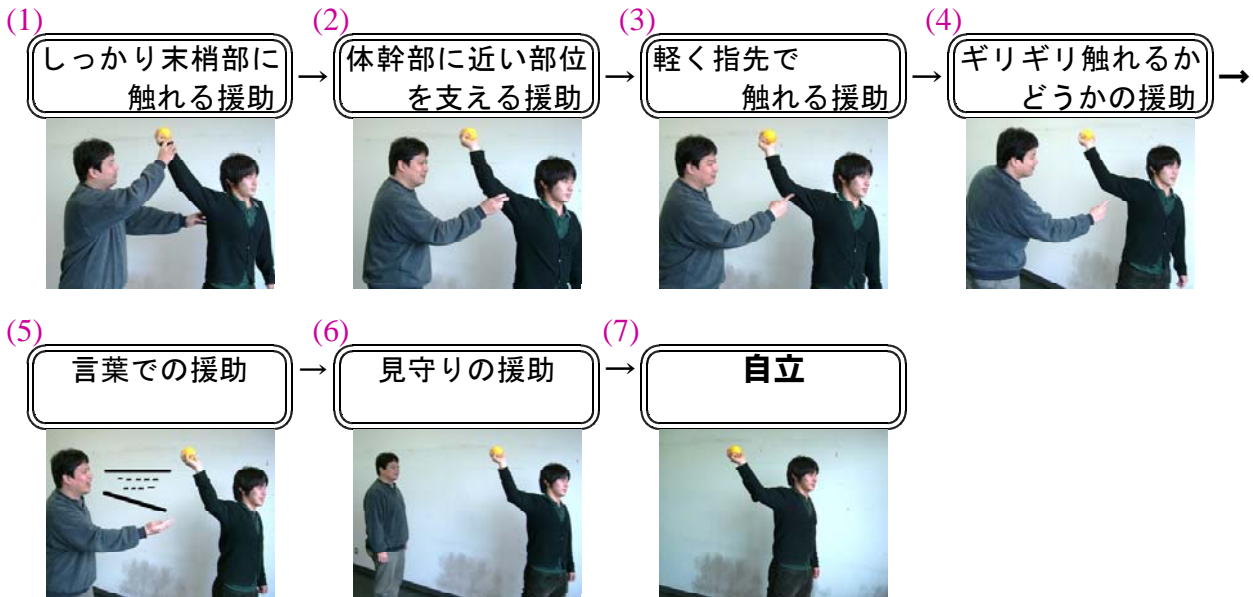 (1)
しっかり末梢部に
触れる援助
→
(2)
体幹部に近い部位
を支える援助
→
(3)
軽く指先で
触れる援助
→
(4)
ギリギリ触れるか
どうかの援助
→
(5)
言葉での援助
→
(6)
見守りの援助
→
(7)
自立